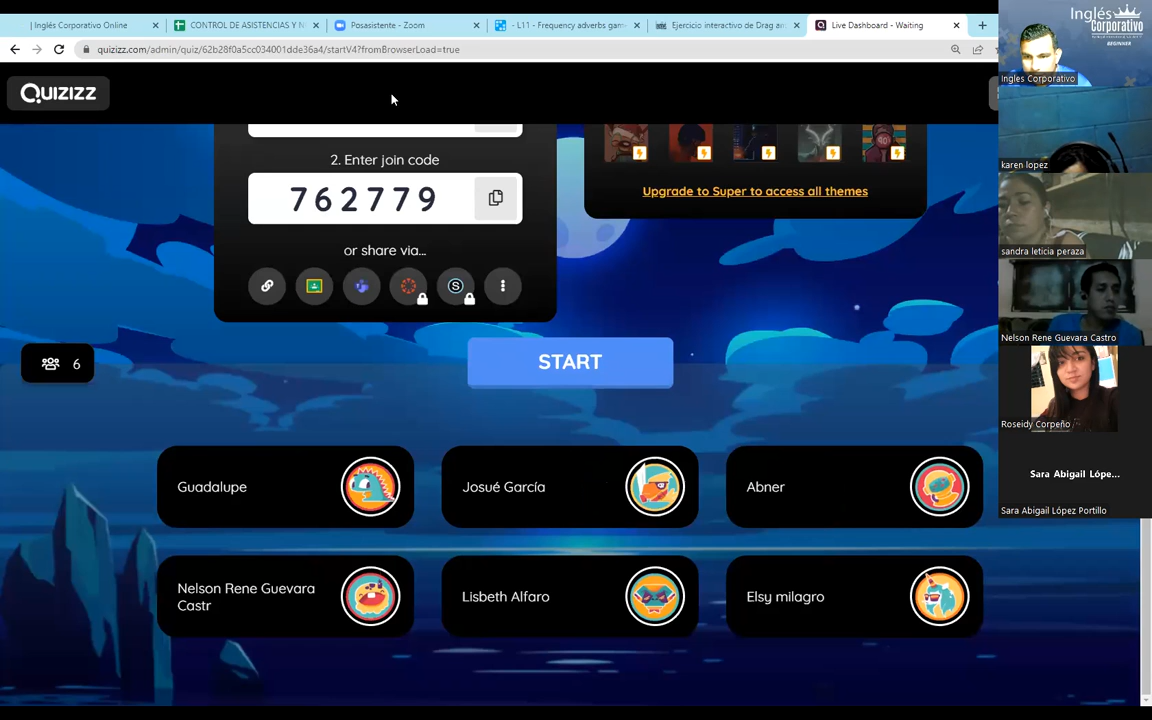 | Inglés Corporativo Online
CONTROL DE ASISTENCIAS Y N
Posasistente - Zoom
- L11 - Frequency adverbs gam
Ejercicio interactivo de Drag an
Live Dashboard - Waiting
quizizz.com/admin/quiz/62b28f0a5cc034001dde36a4/startV4?fromBrowserLoad=true
Quizizz
2. Enter join code
762779
or share via...
S
Upgrade to Super to access all themes
6
START
Guadalupe
Josué García
Abner
Nelson Rene Guevara
Castr
Lisbeth Alfaro
Elsy milagro
Inglés
Corporativo
BEGINNER
Ingles Corporativo
karen lopez
sandra leticia peraza
Nelson Rene Guevara Castro
Roseidy Corpeño
Sara Abigail Lópe...
Sara Abigail López Portillo